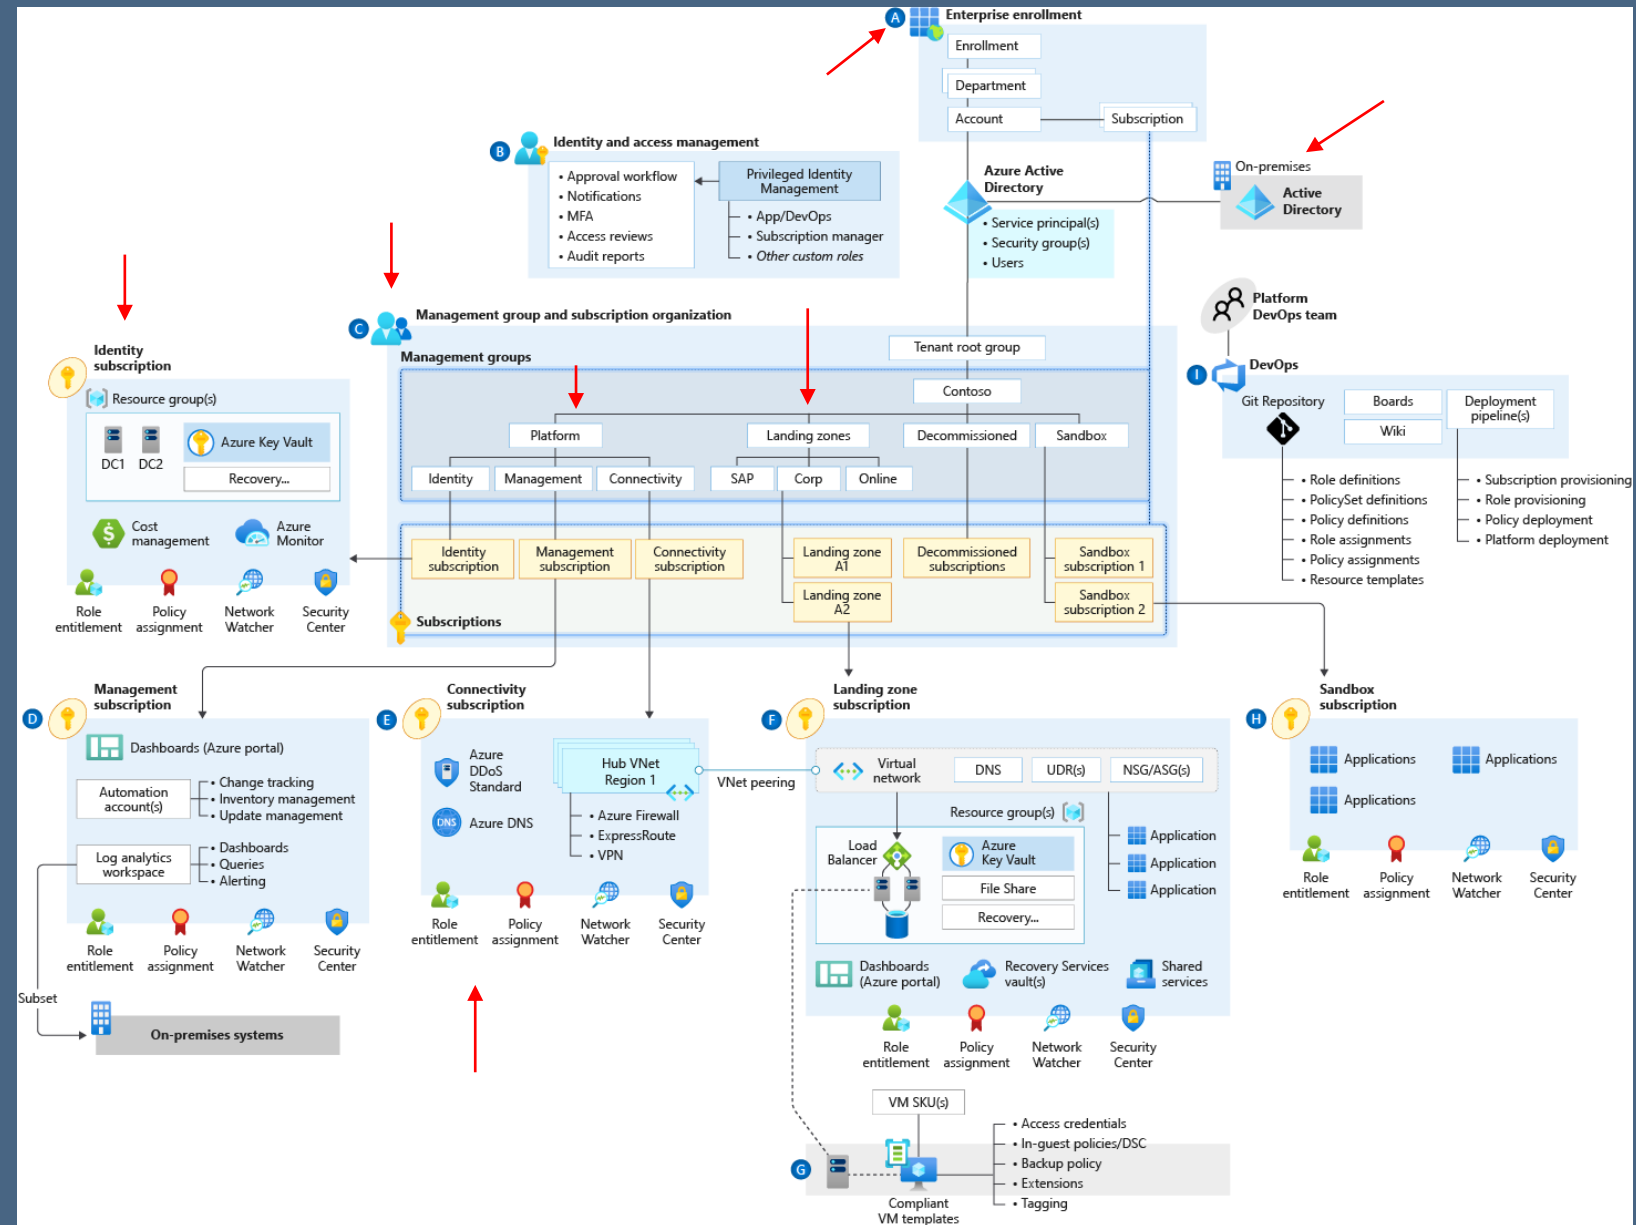 A
Enterprise enrollment
Enrollment
Department
Account
Subscription
B
Identity and access management
• Approval workflow
• Notifications
• MFA
• Access reviews
• Audit reports
Privileged Identity
Management
• App/DevOps
• Subscription manager
• Other custom roles
Azure Active
Directory
• Service principal(s)
• Security group(s)
• Users
On-premises
Active
Directory
Platform
DevOps team
I
DevOps
Git Repository
Boards
Wiki
Deployment
pipeline(s)
• Role definitions
• PolicySet definitions
• Policy definitions
• Role assignments
• Policy assignments
• Resource templates
• Subscription provisioning
• Role provisioning
• Policy deployment
• Platform deployment
C
Management group and subscription organization
Management groups
Tenant root group
Contoso
Platform
Landing zones
Decommissioned
Sandbox
Identity
Management
Connectivity
SAP
Corp
Online
Identity
subscription
Management
subscription
Connectivity
subscription
Landing zone
A1
Landing zone
A2
Decommissioned
subscriptions
Sandbox
subscription 1
Sandbox
subscription 2
Subscriptions
Identity
subscription
Resource group(s)
DC1
DC2
Azure Key Vault
Recovery...
Cost
management
Azure
Monitor
Role
entitlement
Policy
assignment
Network
Watcher
Security
Center
D
Management
subscription
Dashboards (Azure portal)
Automation
account(s)
• Change tracking
• Inventory management
• Update management
Log analytics
workspace
• Dashboards
• Queries
• Alerting
Role
entitlement
Policy
assignment
Network
Watcher
Security
Center
Subset
On-premises systems
E
Connectivity
subscription
Azure
DDoS
Standard
DNS
Azure DNS
Hub VNet
Region 1
• Azure Firewall
• ExpressRoute
• VPN
VNet peering
Role
entitlement
Policy
assignment
Network
Watcher
Security
Center
F
Landing zone
subscription
Virtual
network
DNS
UDR(s)
NSG/ASG(s)
Resource group(s)
Load
Balancer
Azure
Key Vault
File Share
Recovery...
Application
Application
Application
Dashboards
(Azure portal)
Recovery Services
vault(s)
Shared
services
Role
entitlement
Policy
assignment
Network
Watcher
Security
Center
H
Sandbox
subscription
Applications
Applications
Applications
Role
entitlement
Policy
assignment
Network
Watcher
Security
Center
G
VM SKU(s)
Compliant
VM templates
• Access credentials
• In-guest policies/DSC
• Backup policy
• Extensions
• Tagging